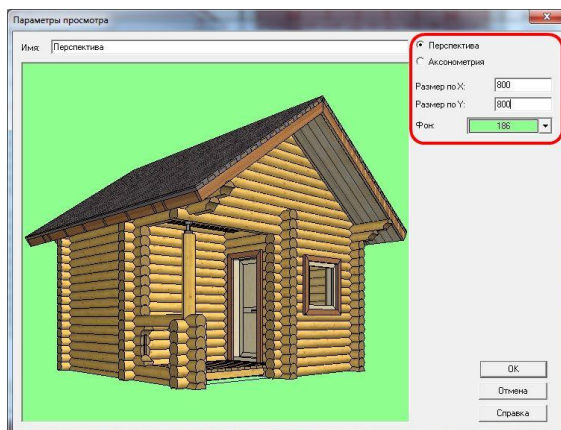 Параметры просмотра
Имя: Перспектива
Перспектива
Аксонометрия
Размер по X: 800
Размер по Y: 800
Фон: 186
OK
Отмена
Справка